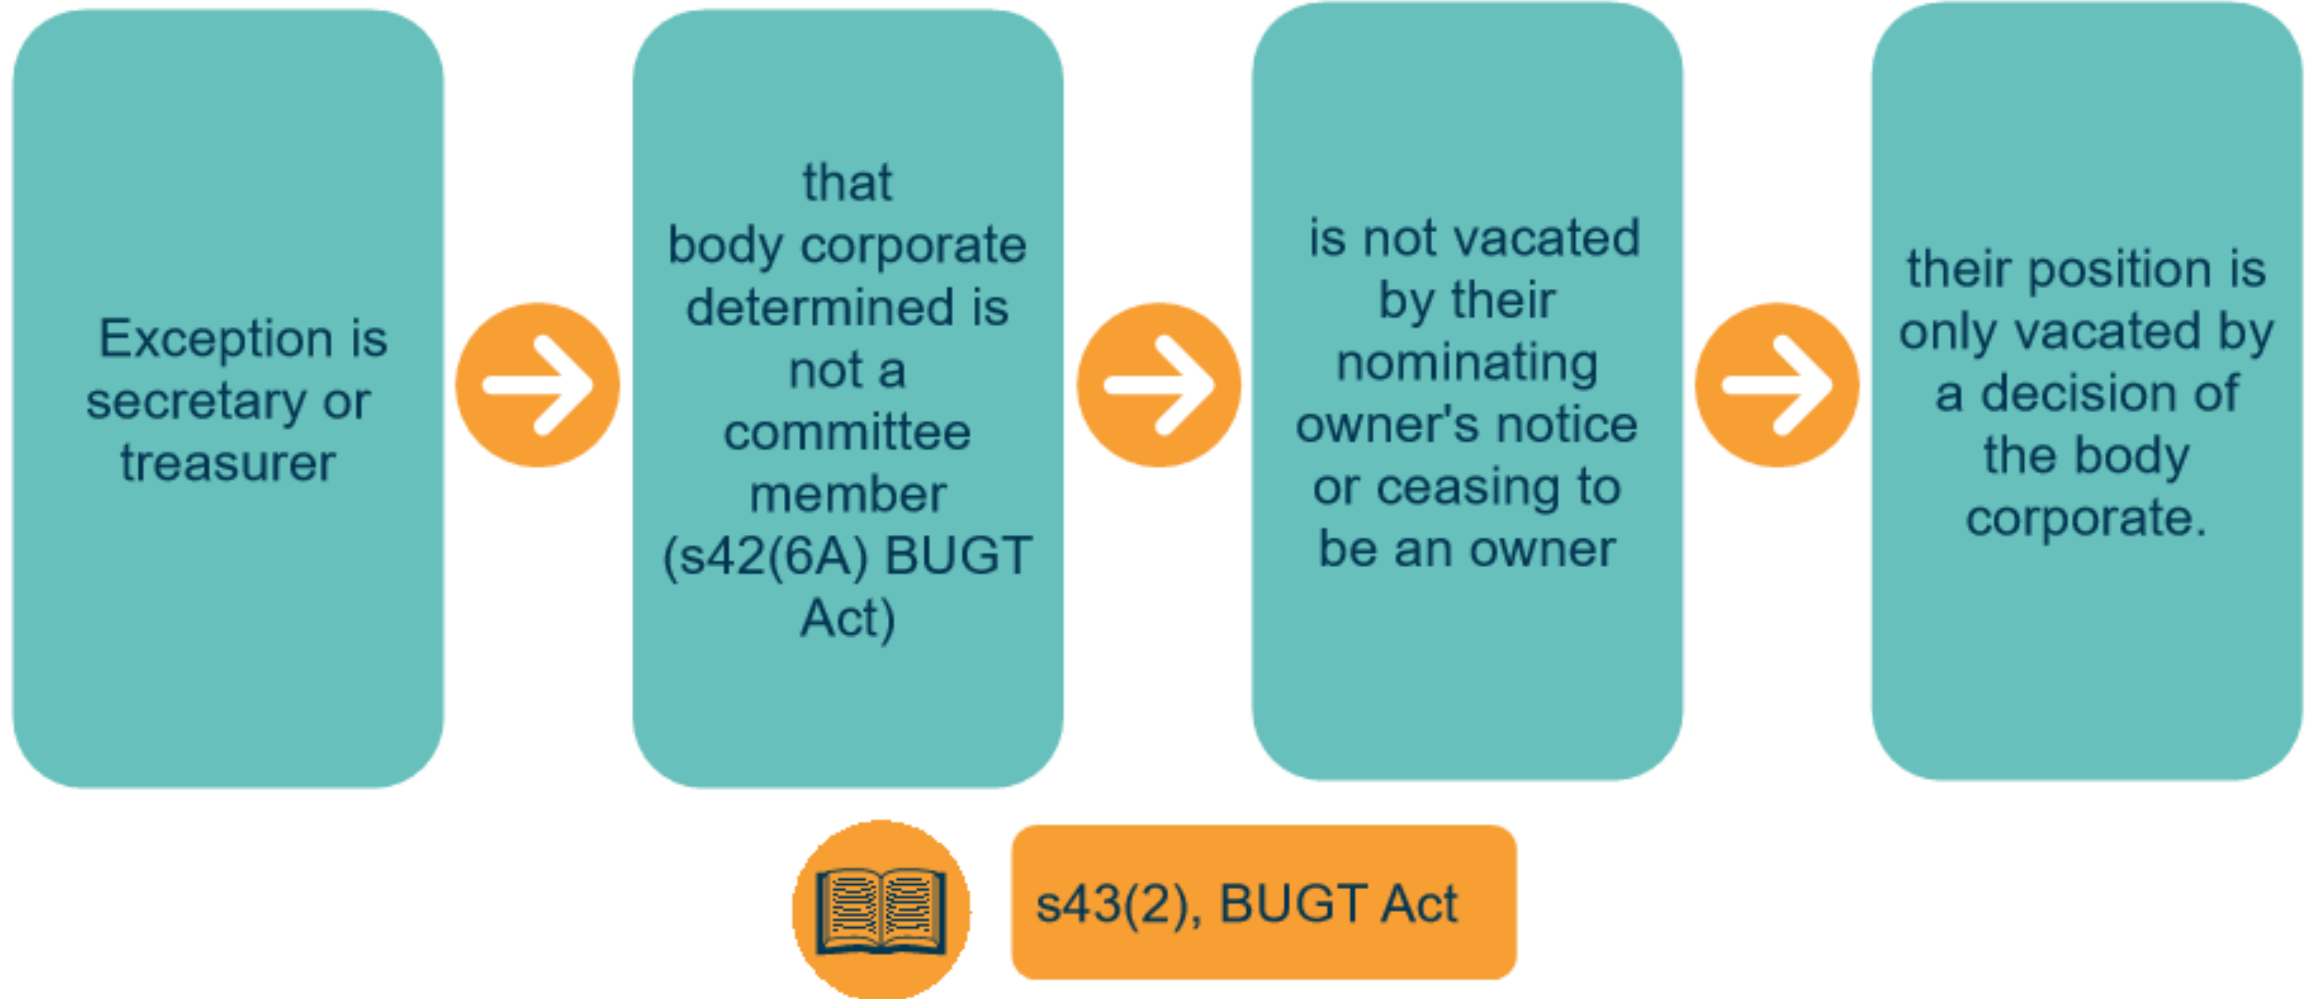 Exception is
secretary or
treasurer
that
body corporate
determined is
not a
committee
member
(s42(6A) BUGT
Act)
is not vacated
by their
nominating
owner's notice
or ceasing to
be an owner
their position is
only vacated by
a decision of
the body
corporate.
s43(2), BUGT Act